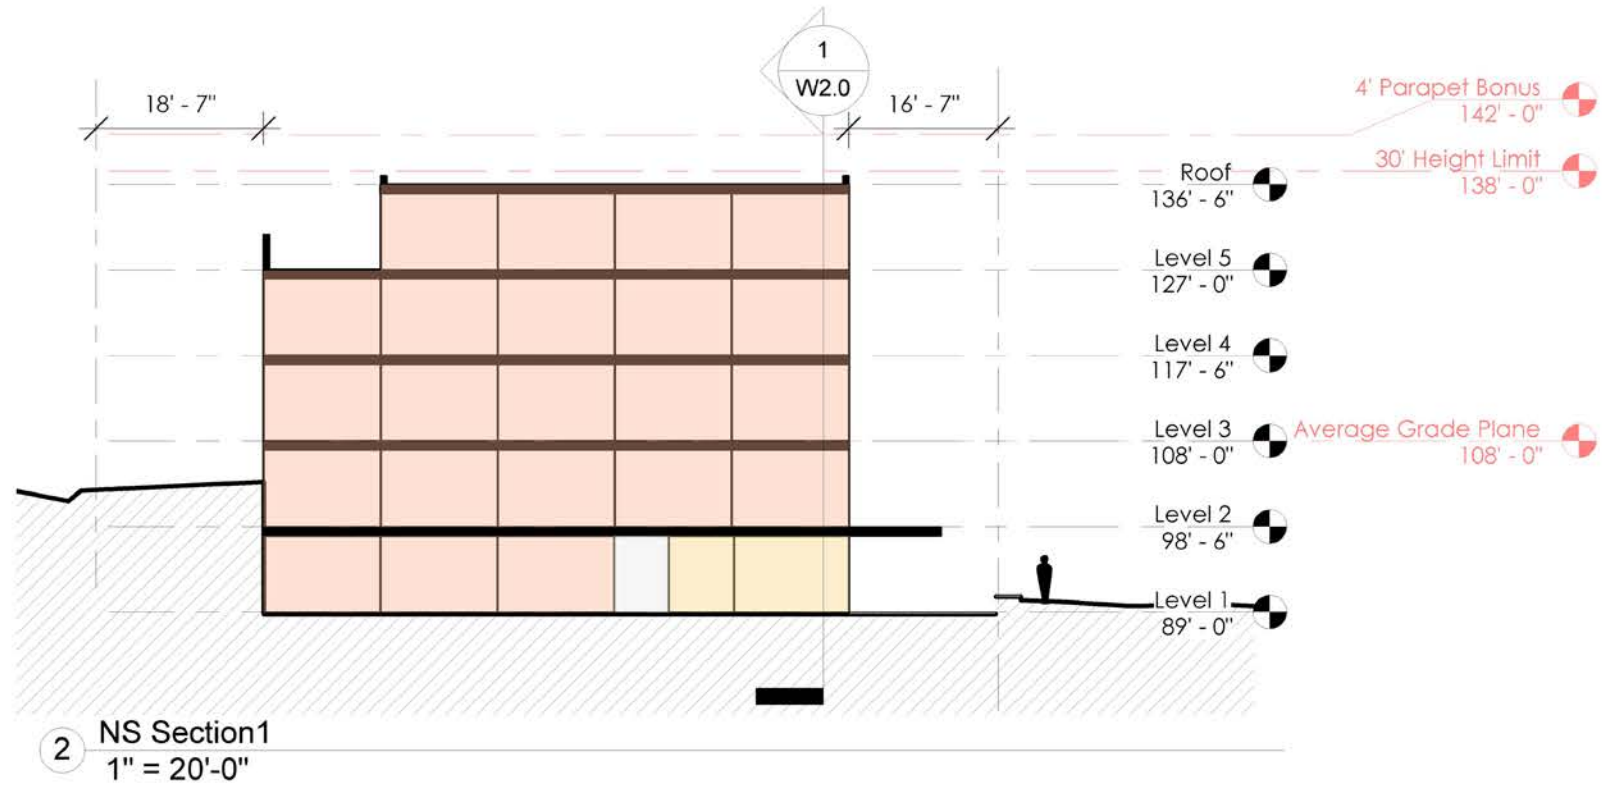 1
W2.0
18' - 7"
16' - 7"
4' Parapet Bonus
142' - 0"
30' Height Limit
138' - 0"
Roof
136' - 6"
Level 5
127' - 0"
Level 4
117' - 6"
Level 3
108' - 0"
Average Grade Plane
108' - 0"
Level 2
98' - 6"
Level 1
89' - 0"
2
NS Section1
1" = 20'-0"